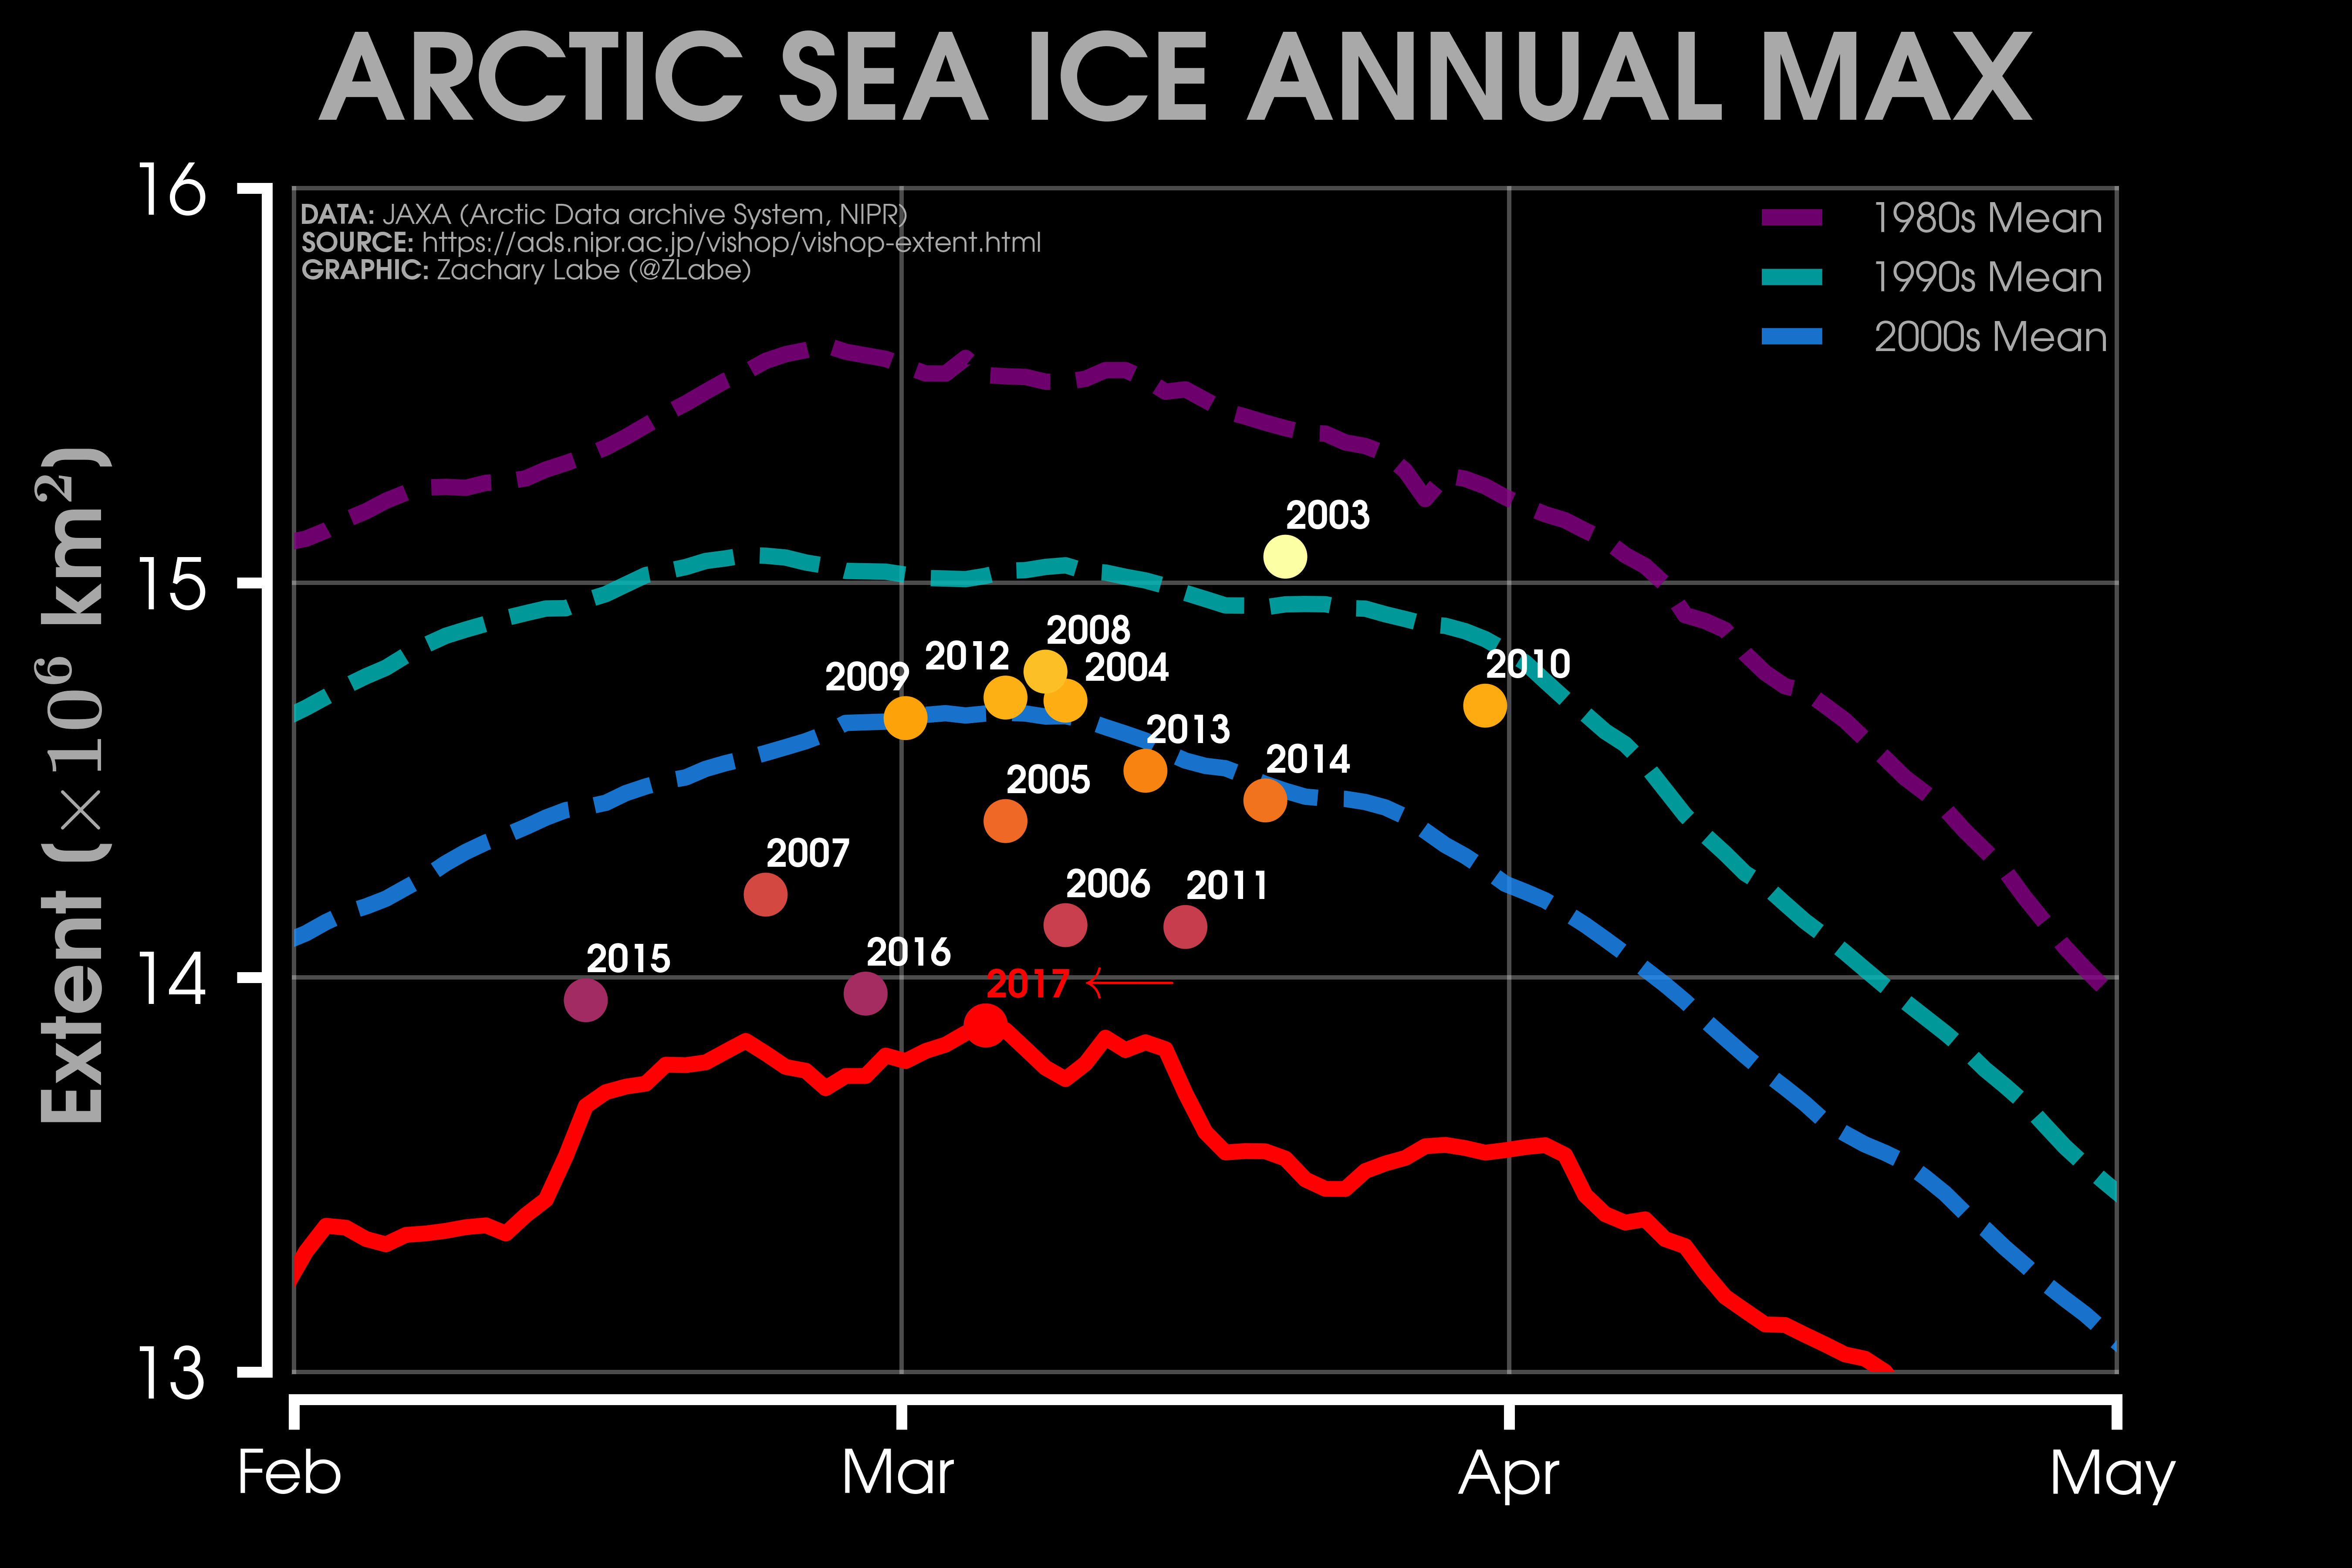 ARCTIC SEA ICE ANNUAL MAX
DATA: JAXA (Arctic Data archive System, NIPR)
SOURCE: https://ads.nipr.ac.jp/vishop/vishop-extent.html
GRAPHIC: Zachary Labe (@ZLabe)
1980s Mean
1990s Mean
2000s Mean
Extent (×10⁶ km²)
16
15
14
13
2003
2008
2012
2004
2009
2010
2013
2014
2005
2007
2006
2011
2015
2016
2017 ←
Feb
Mar
Apr
May